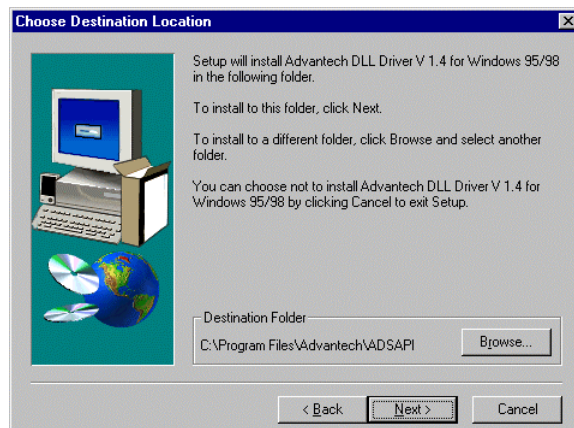 Choose Destination Location
Setup will install Advantech DLL Driver V 1.4 for Windows 95/98
in the following folder.
To install to this folder, click Next.
To install to a different folder, click Browse and select another
folder.
You can choose not to install Advantech DLL Driver V 1.4 for
Windows 95/98 by clicking Cancel to exit Setup.
Destination Folder
C:\Program Files\Advantech\ADSAPI
Browse...
< Back
Next >
Cancel